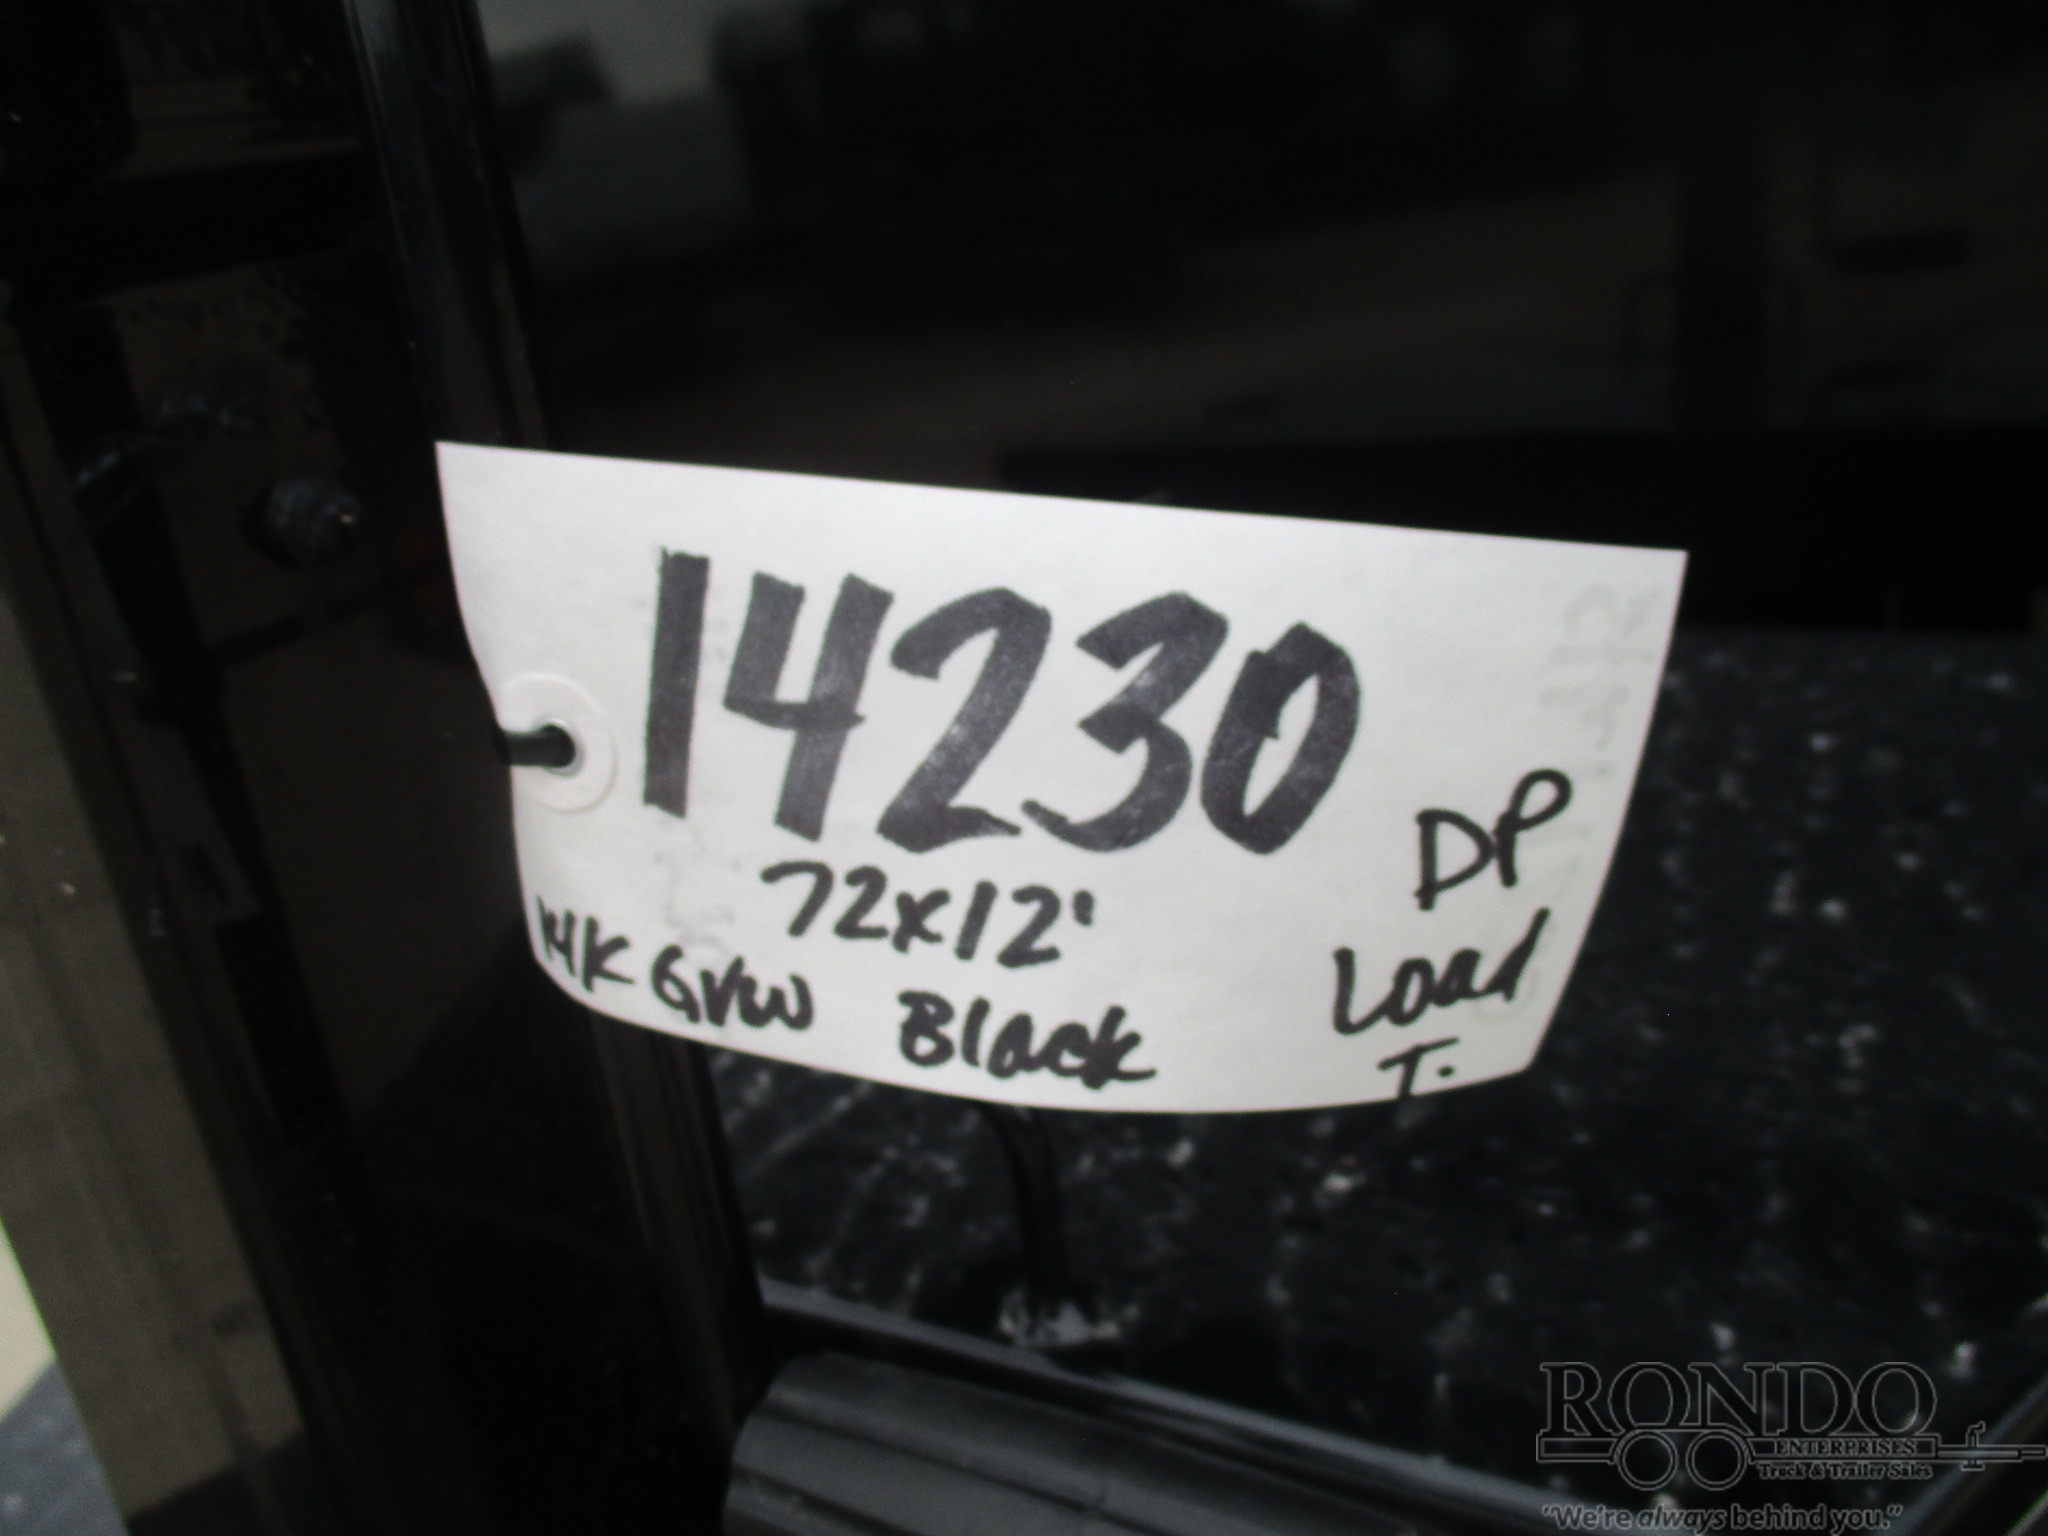 14230
72x12'
14K GVW Black
DP
Load
T.
RONDO
ENTERPRISES
Truck & Trailer Sales
"We're always behind you."